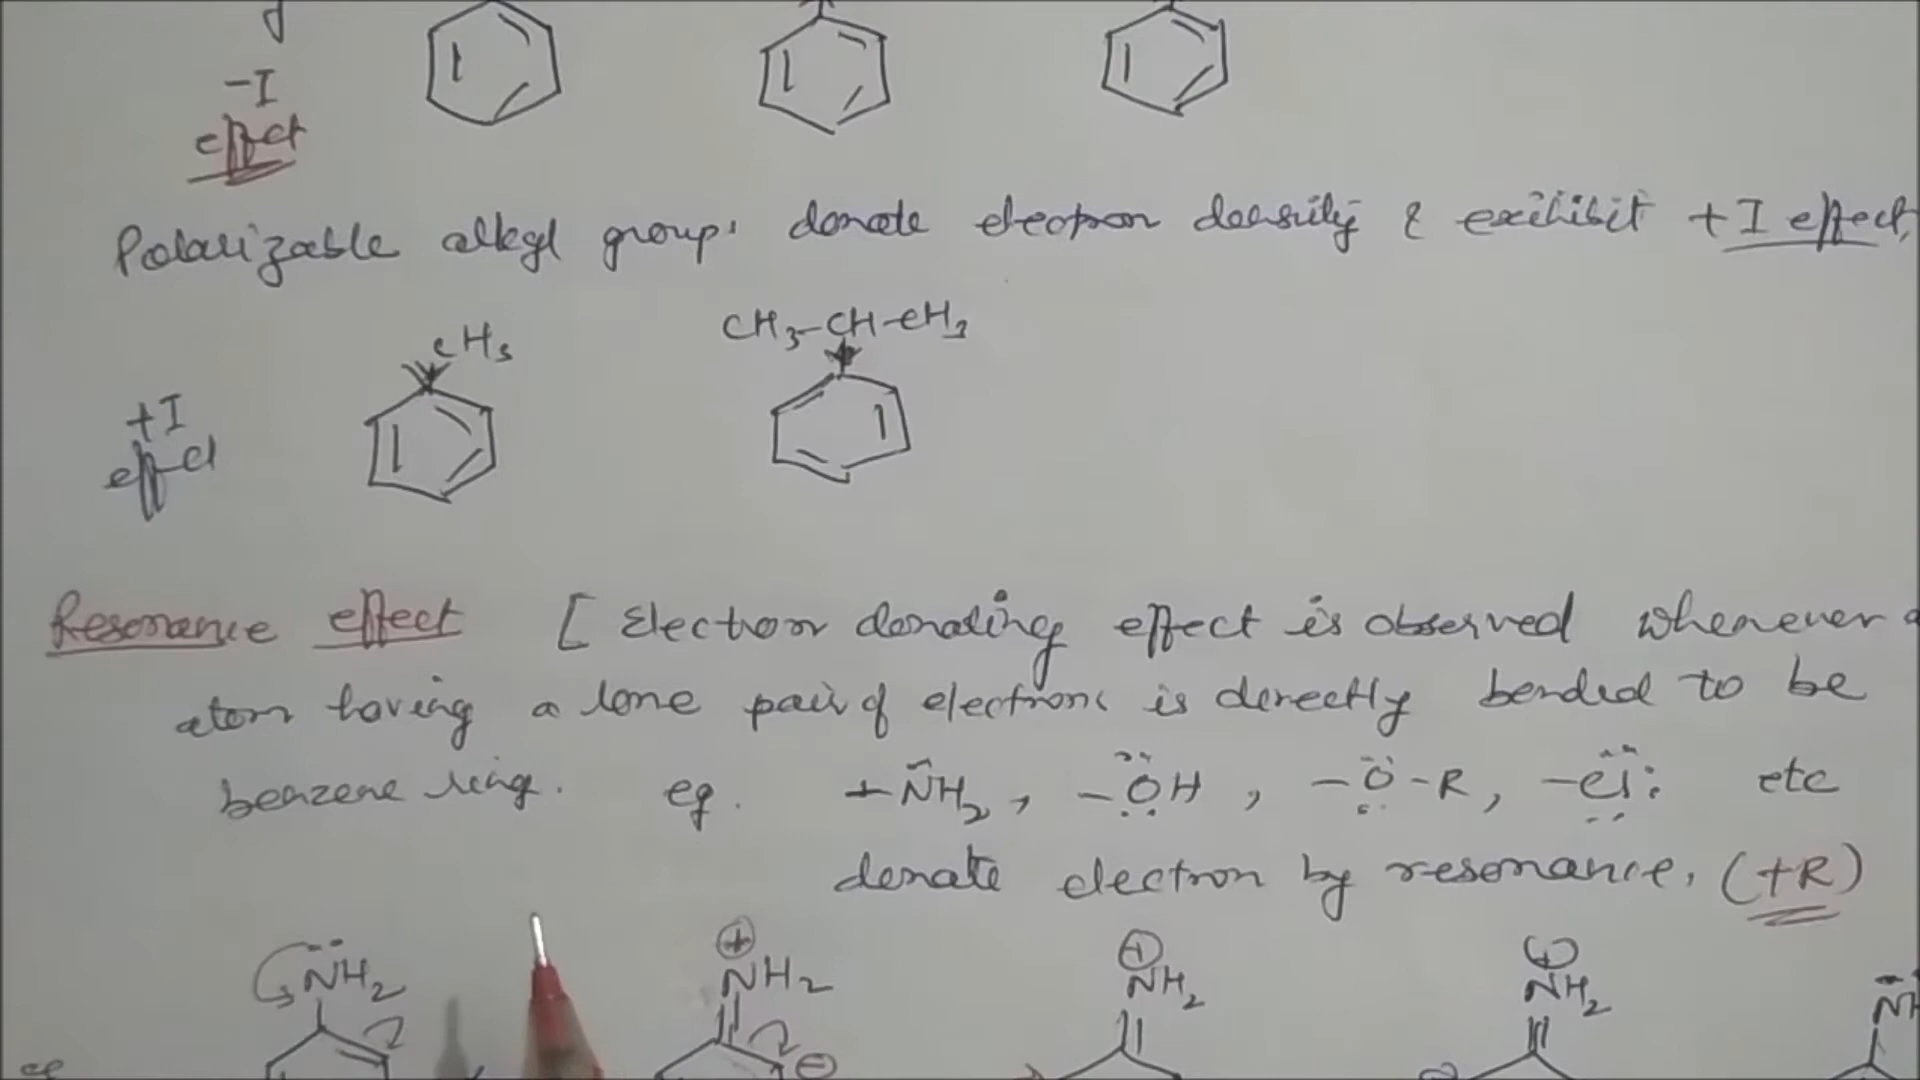 -I
effect
Polarizable alkyl group. donate electron density & exihibit +I effect,
CH₃
CH₃-CH-CH₃
+I
effect
Resonance effect [ Electron donating effect is observed whenever a
atom having a lone pair of electrons is directly bonded to be
benzene ring. eg. -NH₂, -OH, -O-R, -Cl: etc
donate electron by resonance. (+R)
NH₂ ⊕NH₂ ⊕NH₂ ⊕NH₂ NH
⊖